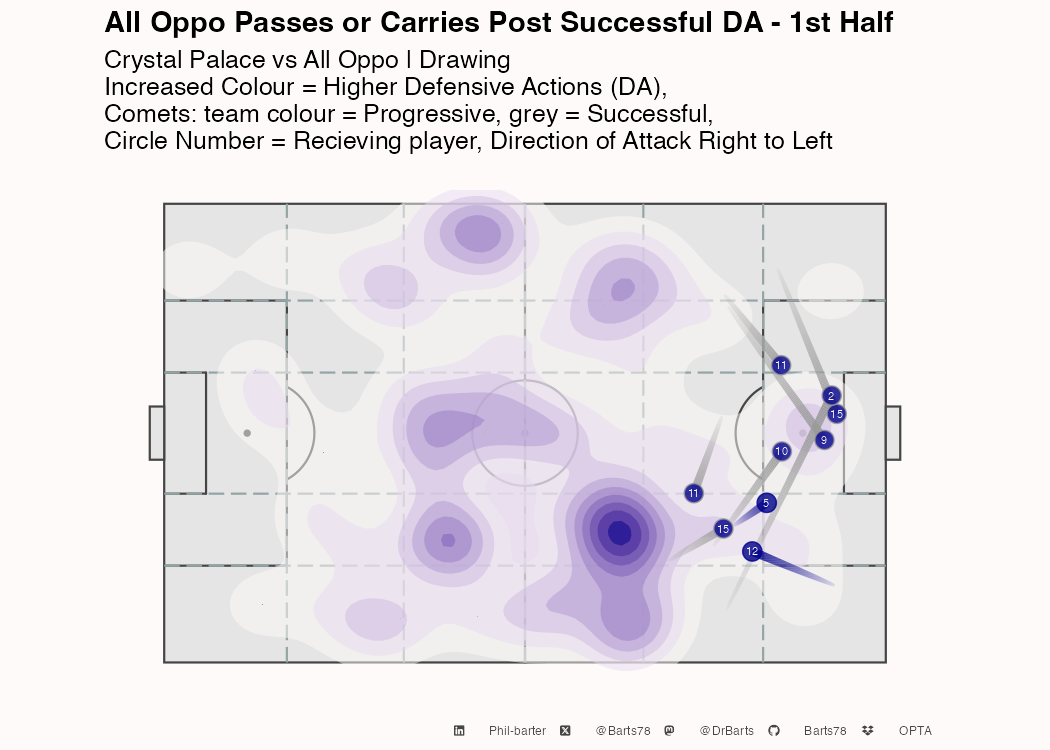 All Oppo Passes or Carries Post Successful DA - 1st Half
Crystal Palace vs All Oppo | Drawing
Increased Colour = Higher Defensive Actions (DA),
Comets: team colour = Progressive, grey = Successful,
Circle Number = Recieving player, Direction of Attack Right to Left
11
2
15
9
10
11
5
15
12
Phil-barter @Barts78 @DrBarts Barts78 OPTA